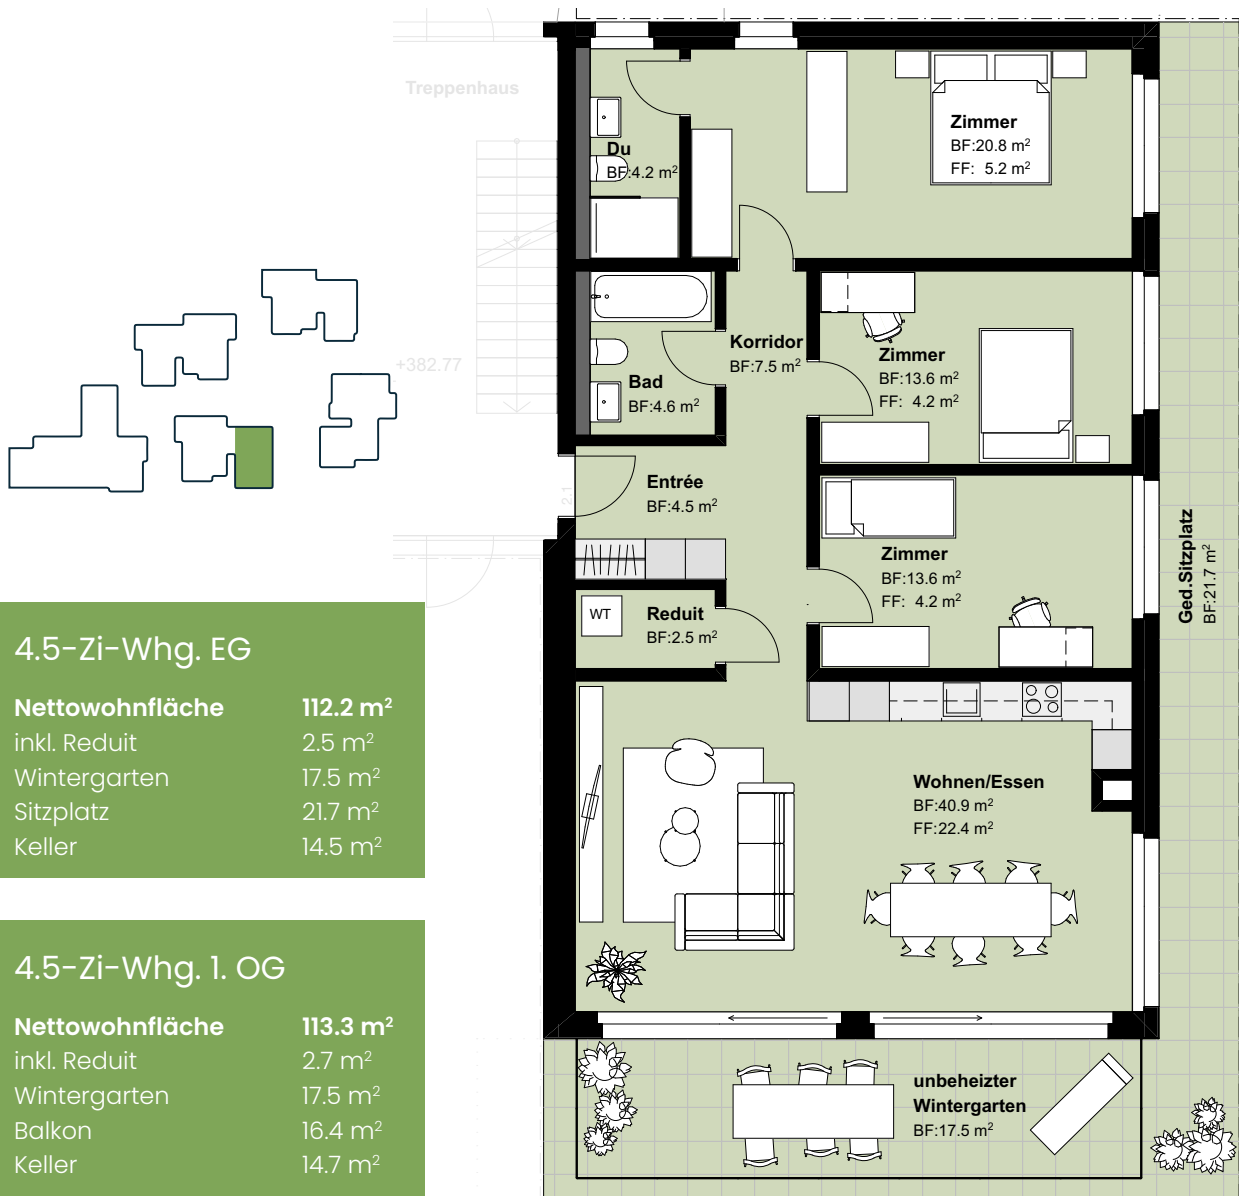 Treppenhaus
+382.77
2.1
Du
BF:4.2 m²
Zimmer
BF:20.8 m²
FF: 5.2 m²
Korridor
BF:7.5 m²
Bad
BF:4.6 m²
Zimmer
BF:13.6 m²
FF: 4.2 m²
Entrée
BF:4.5 m²
Zimmer
BF:13.6 m²
FF: 4.2 m²
Ged.Sitzplatz
BF:21.7 m²
WT
Reduit
BF:2.5 m²
Wohnen/Essen
BF:40.9 m²
FF:22.4 m²
unbeheizter
Wintergarten
BF:17.5 m²
4.5-Zi-Whg. EG
Nettowohnfläche 112.2 m²
inkl. Reduit 2.5 m²
Wintergarten 17.5 m²
Sitzplatz 21.7 m²
Keller 14.5 m²
4.5-Zi-Whg. 1. OG
Nettowohnfläche 113.3 m²
inkl. Reduit 2.7 m²
Wintergarten 17.5 m²
Balkon 16.4 m²
Keller 14.7 m²